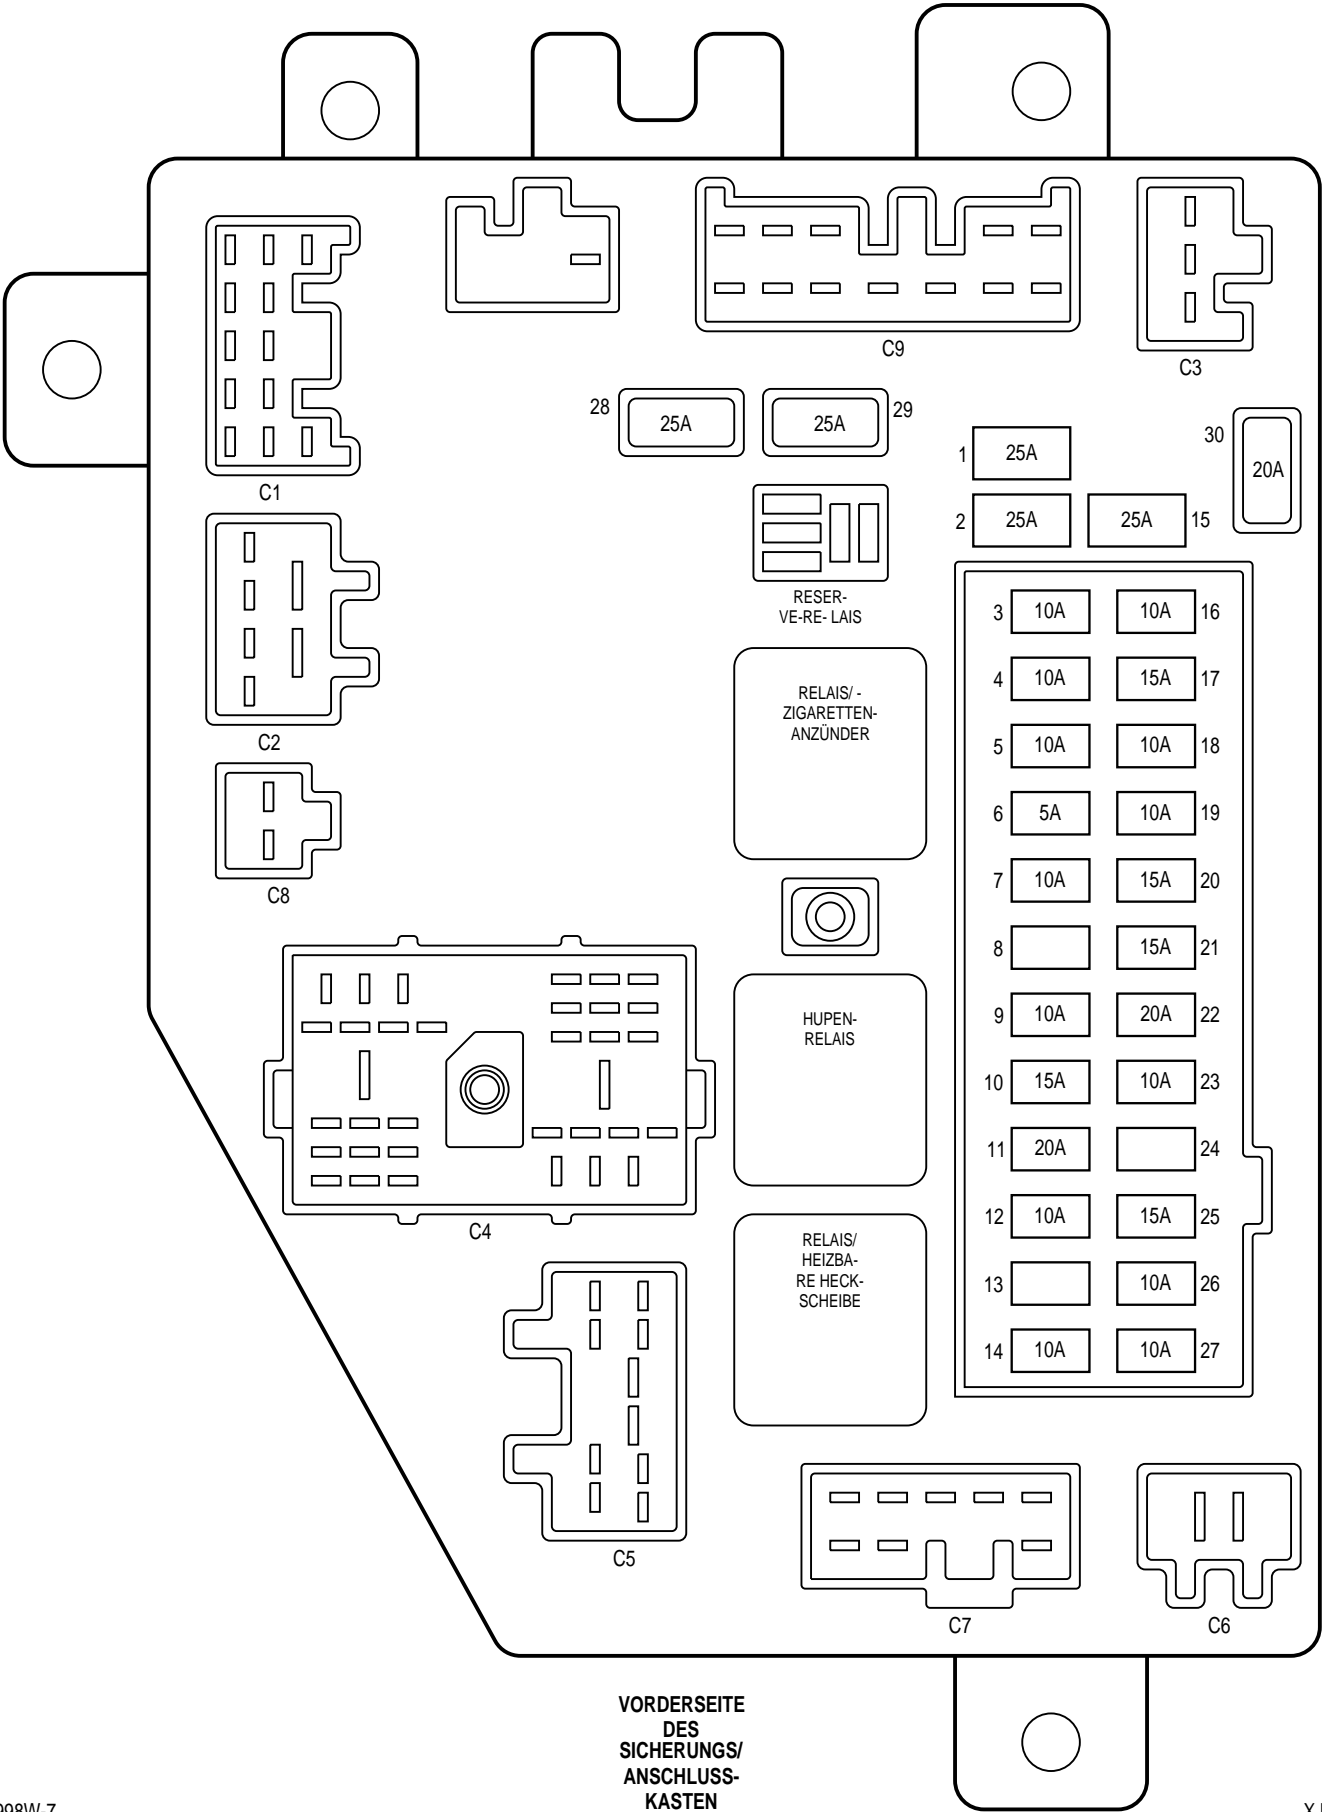 C9
C3
28
25A
25A
29
30
20A
1
25A
C1
2
25A
25A
15
RESER-
VE-RE- LAIS
3
10A
10A
16
4
10A
15A
17
RELAIS/ -
ZIGARETTEN-
ANZÜNDER
C2
5
10A
10A
18
6
5A
10A
19
7
10A
15A
20
C8
8
15A
21
9
10A
20A
22
HUPEN-
RELAIS
10
15A
10A
23
11
20A
24
12
10A
15A
25
C4
RELAIS/
HEIZBA-
RE HECK-
SCHEIBE
13
10A
26
14
10A
10A
27
C5
C7
C6
VORDERSEITE
DES
SICHERUNGS/
ANSCHLUSS-
KASTEN
998W-7